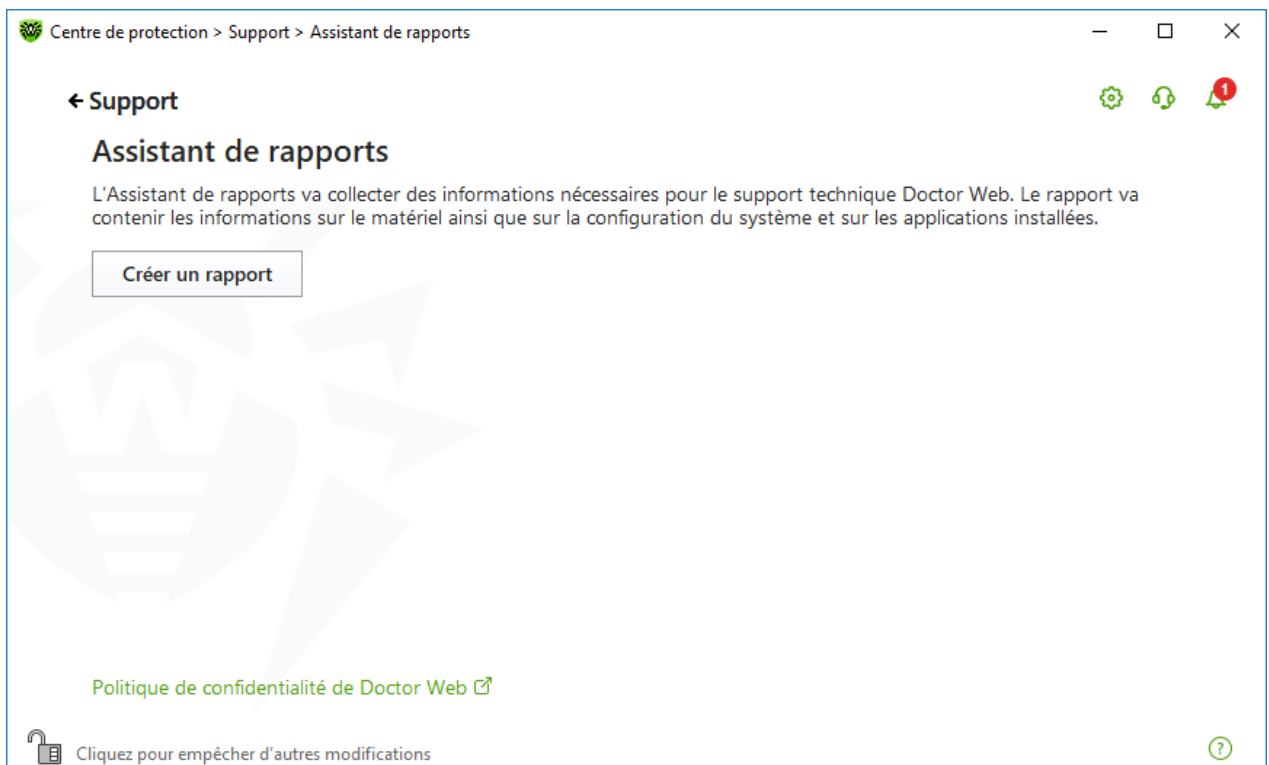 Centre de protection > Support > Assistant de rapports
Support
1
Assistant de rapports
L'Assistant de rapports va collecter des informations nécessaires pour le support technique Doctor Web. Le rapport va
contenir les informations sur le matériel ainsi que sur la configuration du système et sur les applications installées.
Créer un rapport
Politique de confidentialité de Doctor Web
Cliquez pour empêcher d'autres modifications
?